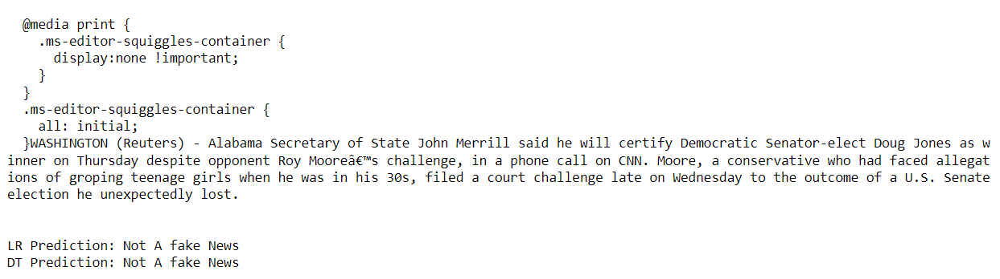 @media print {
.ms-editor-squiggles-container {
display:none !important;
}
}
.ms-editor-squiggles-container {
all: initial;
}WASHINGTON (Reuters) - Alabama Secretary of State John Merrill said he will certify Democratic Senator-elect Doug Jones as w
inner on Thursday despite opponent Roy Mooreâ€™s challenge, in a phone call on CNN. Moore, a conservative who had faced allegat
ions of groping teenage girls when he was in his 30s, filed a court challenge late on Wednesday to the outcome of a U.S. Senate
election he unexpectedly lost.
LR Prediction: Not A fake News
DT Prediction: Not A fake News